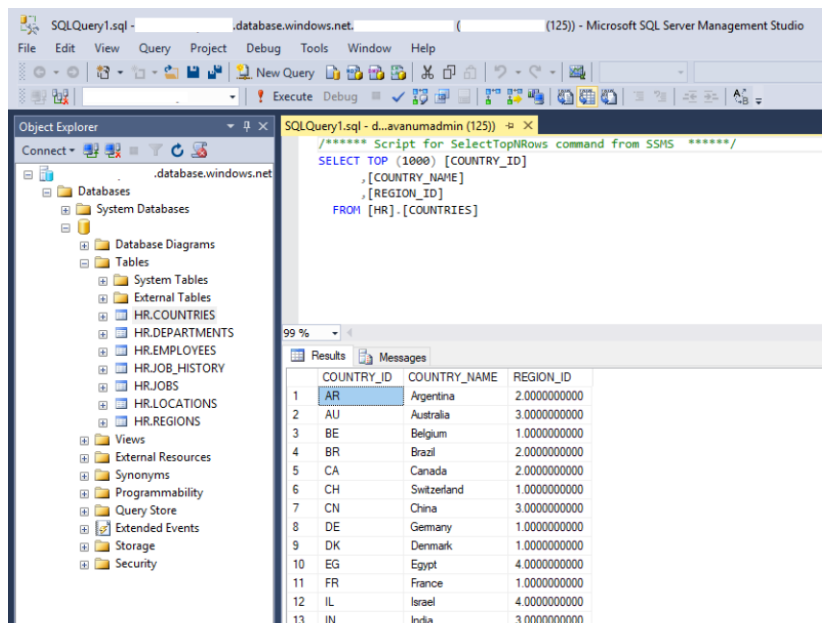 SQLQuery1.sql - .database.windows.net. ( (125)) - Microsoft SQL Server Management Studio
File Edit View Query Project Debug Tools Window Help
New Query
Execute Debug
Object Explorer
Connect
.database.windows.net
Databases
System Databases
Database Diagrams
Tables
System Tables
External Tables
HR.COUNTRIES
HR.DEPARTMENTS
HR.EMPLOYEES
HR.JOB_HISTORY
HR.JOBS
HR.LOCATIONS
HR.REGIONS
Views
External Resources
Synonyms
Programmability
Query Store
Extended Events
Storage
Security
SQLQuery1.sql - d...avanumadmin (125))
/****** Script for SelectTopNRows command from SSMS ******/
SELECT TOP (1000) [COUNTRY_ID]
,[COUNTRY_NAME]
,[REGION_ID]
FROM [HR].[COUNTRIES]
99 %
Results Messages
COUNTRY_ID COUNTRY_NAME REGION_ID
1 AR Argentina 2.0000000000
2 AU Australia 3.0000000000
3 BE Belgium 1.0000000000
4 BR Brazil 2.0000000000
5 CA Canada 2.0000000000
6 CH Switzerland 1.0000000000
7 CN China 3.0000000000
8 DE Germany 1.0000000000
9 DK Denmark 1.0000000000
10 EG Egypt 4.0000000000
11 FR France 1.0000000000
12 IL Israel 4.0000000000
13 IN India 3.0000000000